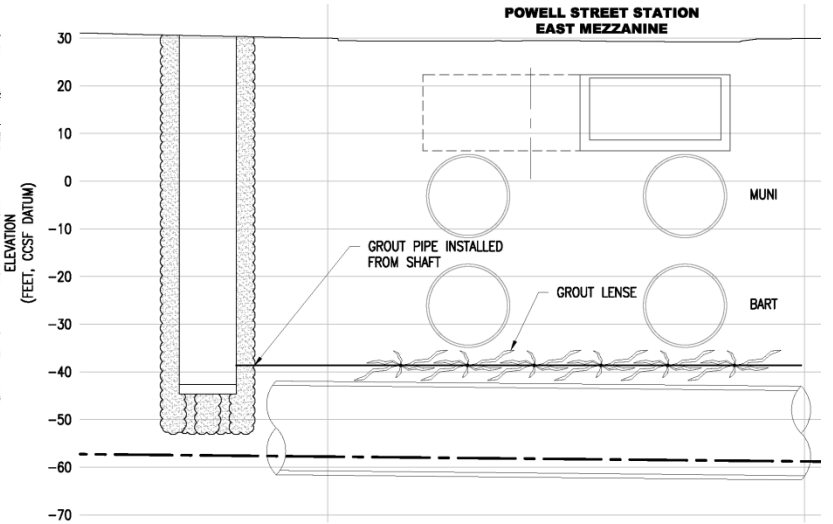 POWELL STREET STATION
EAST MEZZANINE
30
20
10
0
-10
-20
-30
-40
-50
-60
-70
ELEVATION
(FEET, CCSF DATUM)
MUNI
GROUT PIPE INSTALLED
FROM SHAFT
GROUT LENSE
BART